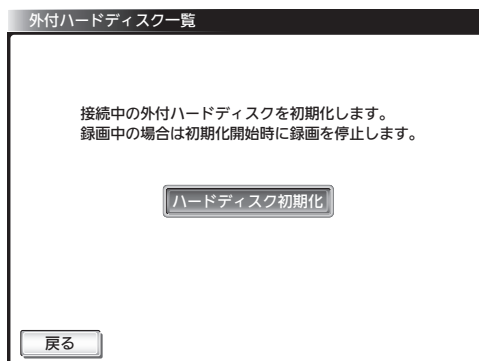 外付ハードディスク一覧
接続中の外付ハードディスクを初期化します。
録画中の場合は初期化開始時に録画を停止します。
ハードディスク初期化
戻る